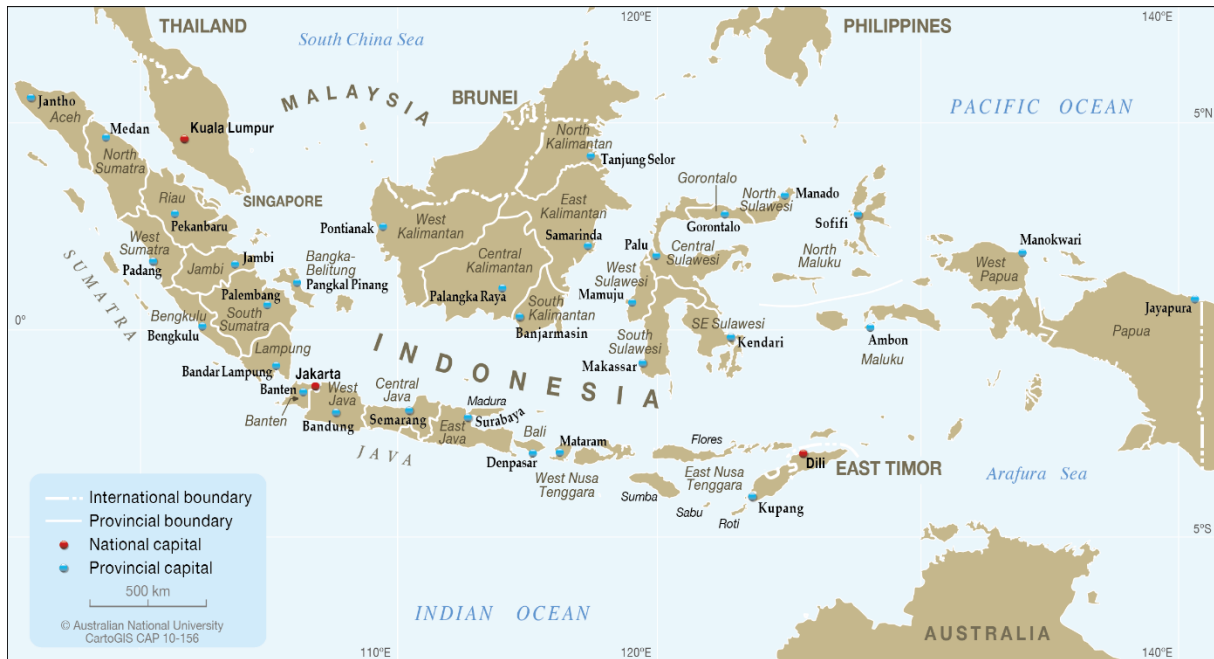 120°E
140°E
THAILAND
South China Sea
PHILIPPINES
MALAYSIA
BRUNEI
PACIFIC OCEAN
5°N
Jantho
Aceh
Medan
North
Sumatra
Kuala Lumpur
North
Kalimantan
Tanjung Selor
Riau
Pekanbaru
SINGAPORE
Pontianak
West
Kalimantan
East
Kalimantan
Samarinda
Gorontalo
Gorontalo
North
Sulawesi
Manado
Sofifi
North
Maluku
Manokwari
West
Papua
Jayapura
Papua
West
Sumatra
Padang
Jambi
Jambi
Bangka-
Belitung
Pangkal Pinang
Central
Kalimantan
Palangka Raya
Palu
Central
Sulawesi
West
Sulawesi
Mamuju
SUMATRA
Palembang
South
Sumatra
0°
Bengkulu
Bengkulu
South
Kalimantan
Banjarmasin
SE Sulawesi
Kendari
South
Sulawesi
Makassar
Ambon
Maluku
Lampung
Bandar Lampung
INDONESIA
Jakarta
Banten
Banten
West
Java
Bandung
Central
Java
Semarang
Madura
Surabaya
East
Java
JAVA
Bali
Denpasar
Mataram
West Nusa
Tenggara
Flores
East Nusa
Tenggara
Sumba
Sabu
Roti
Kupang
Dili
EAST TIMOR
Arafura Sea
5°S
International boundary
Provincial boundary
National capital
Provincial capital
500 km
© Australian National University
CartoGIS CAP 10-156
INDIAN OCEAN
AUSTRALIA
110°E
120°E
140°E